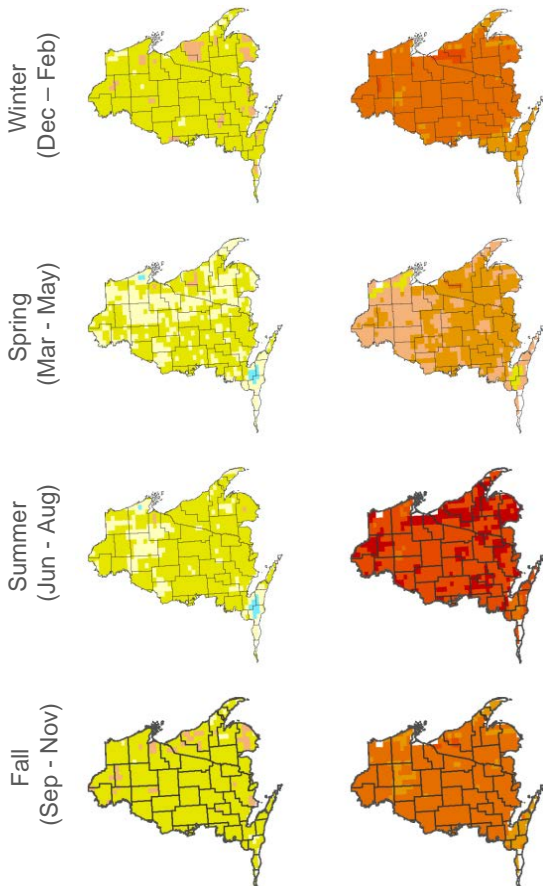 Winter
(Dec – Feb)
Spring
(Mar - May)
Summer
(Jun - Aug)
Fall
(Sep - Nov)